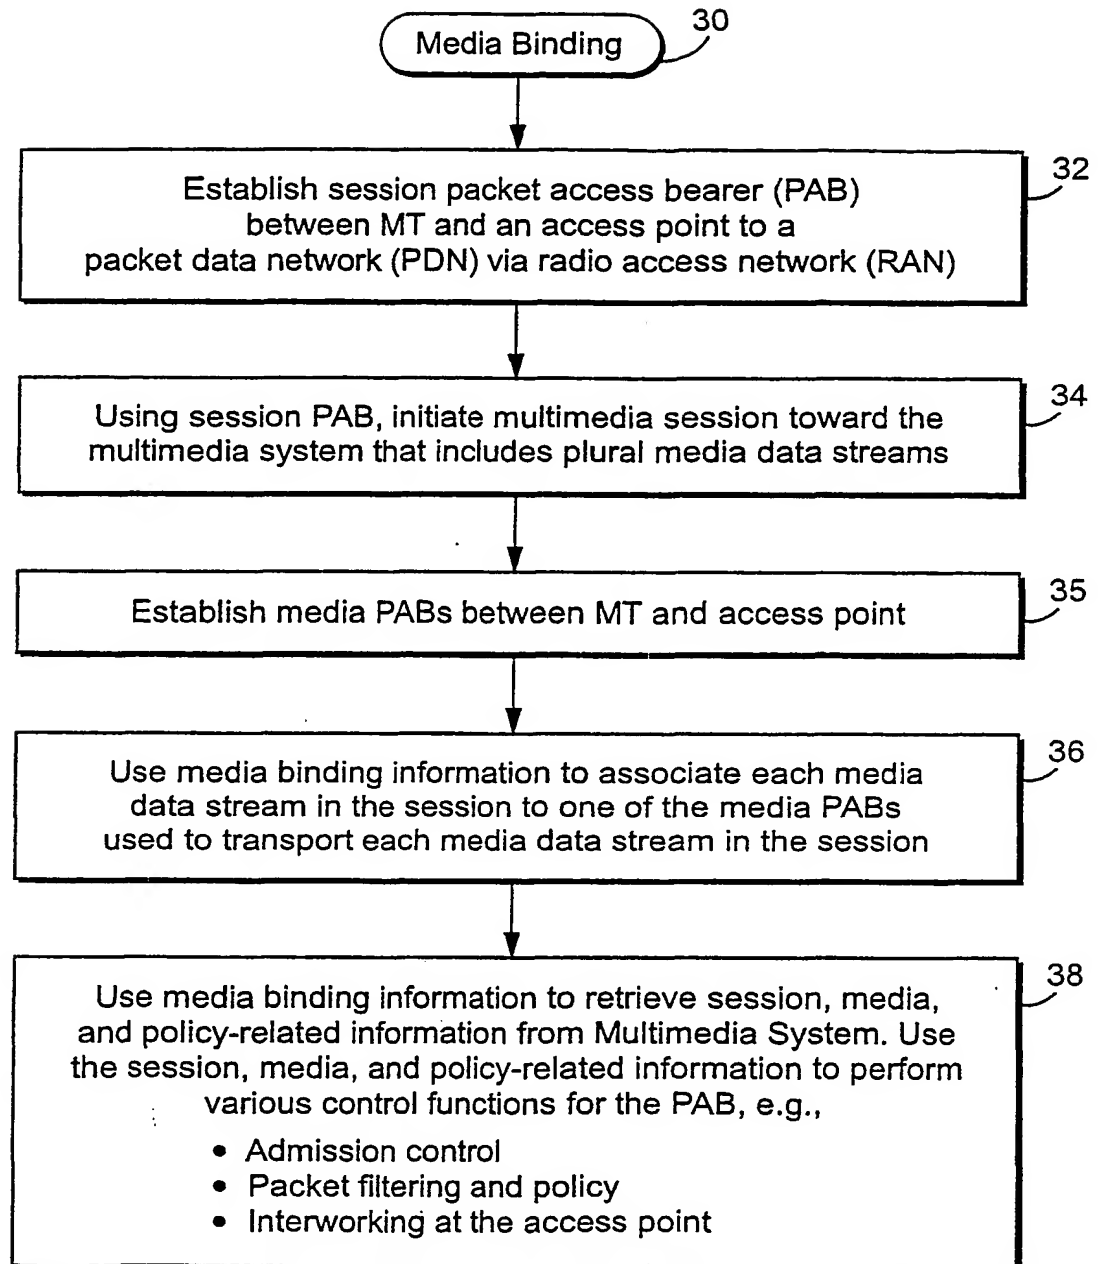 Media Binding
30
32
Establish session packet access bearer (PAB)
between MT and an access point to a
packet data network (PDN) via radio access network (RAN)
34
Using session PAB, initiate multimedia session toward the
multimedia system that includes plural media data streams
35
Establish media PABs between MT and access point
36
Use media binding information to associate each media
data stream in the session to one of the media PABs
used to transport each media data stream in the session
38
Use media binding information to retrieve session, media,
and policy-related information from Multimedia System. Use
the session, media, and policy-related information to perform
various control functions for the PAB, e.g.,
• Admission control
• Packet filtering and policy
• Interworking at the access point